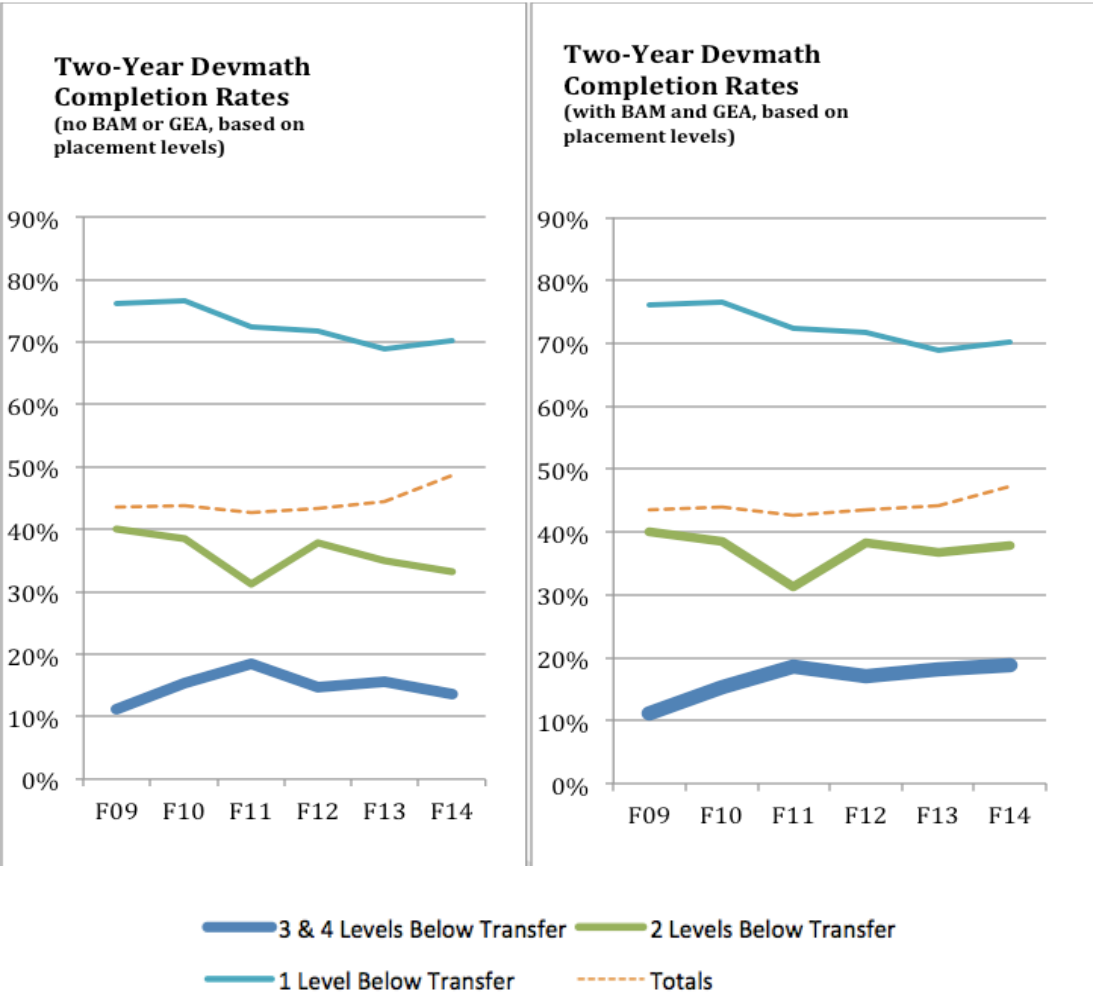 Two-Year Devmath
Completion Rates
(no BAM or GEA, based on
placement levels)
90%
80%
70%
60%
50%
40%
30%
20%
10%
0%
F09 F10 F11 F12 F13 F14
Two-Year Devmath
Completion Rates
(with BAM and GEA, based on
placement levels)
90%
80%
70%
60%
50%
40%
30%
20%
10%
0%
F09 F10 F11 F12 F13 F14
3 & 4 Levels Below Transfer 2 Levels Below Transfer
1 Level Below Transfer Totals